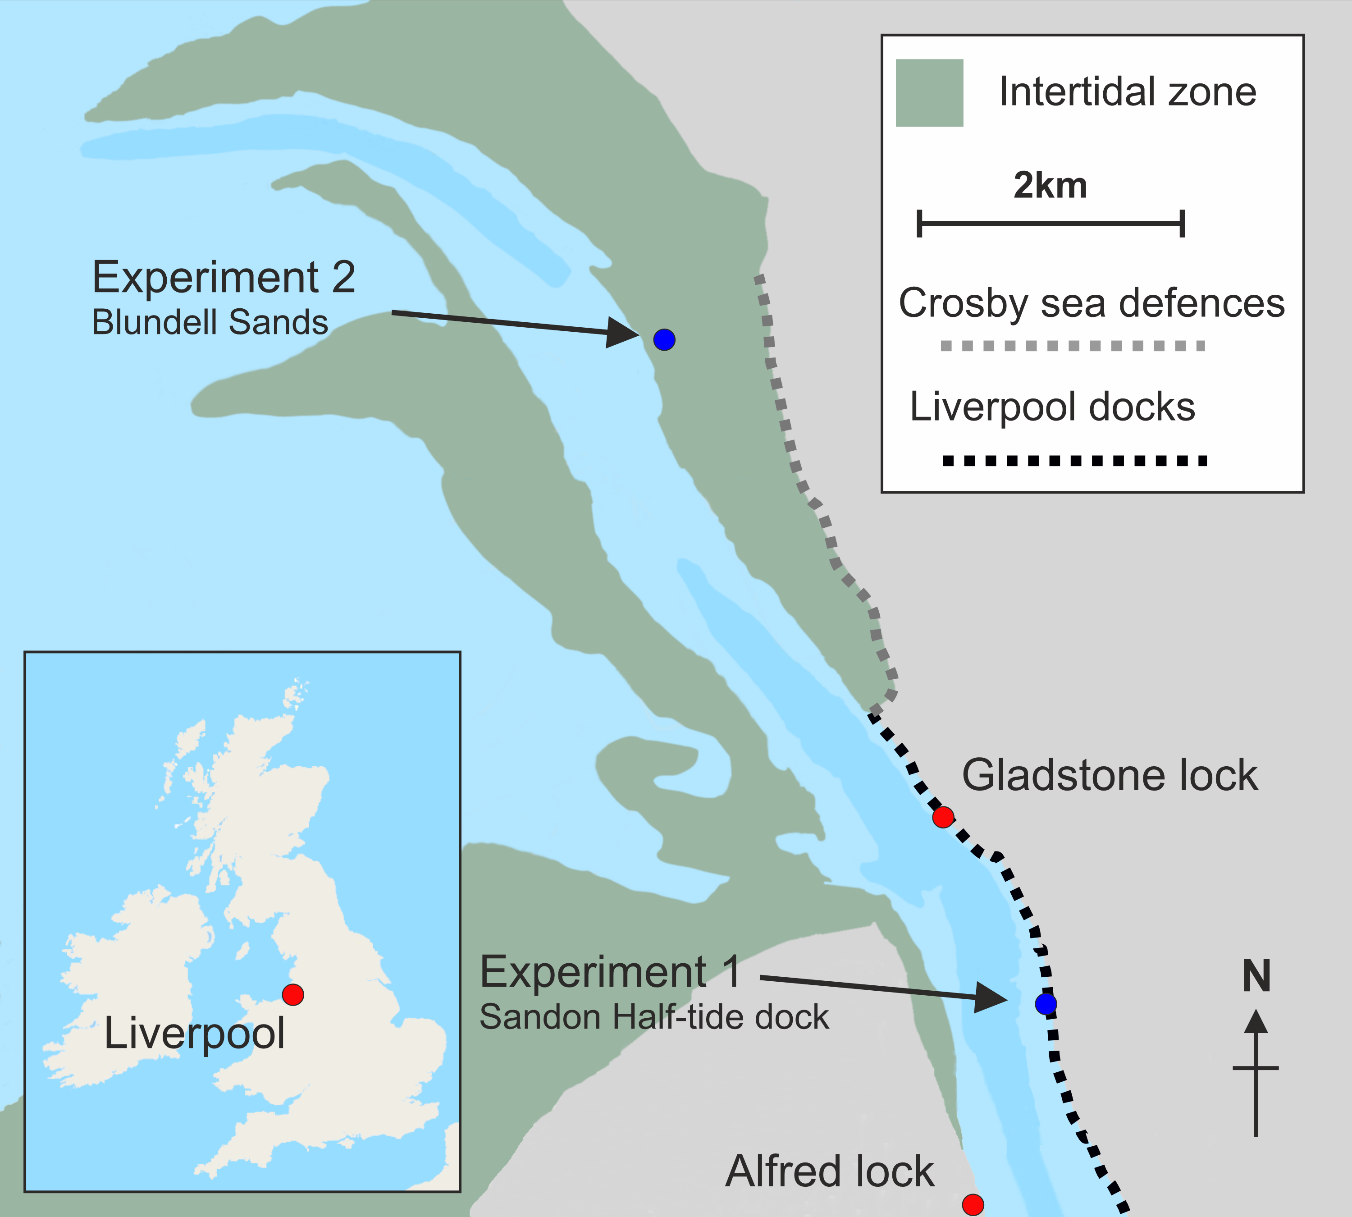 Intertidal zone
2km
Experiment 2
Blundell Sands
Crosby sea defences
Liverpool docks
Gladstone lock
Experiment 1
Sandon Half-tide dock
N
Liverpool
Alfred lock